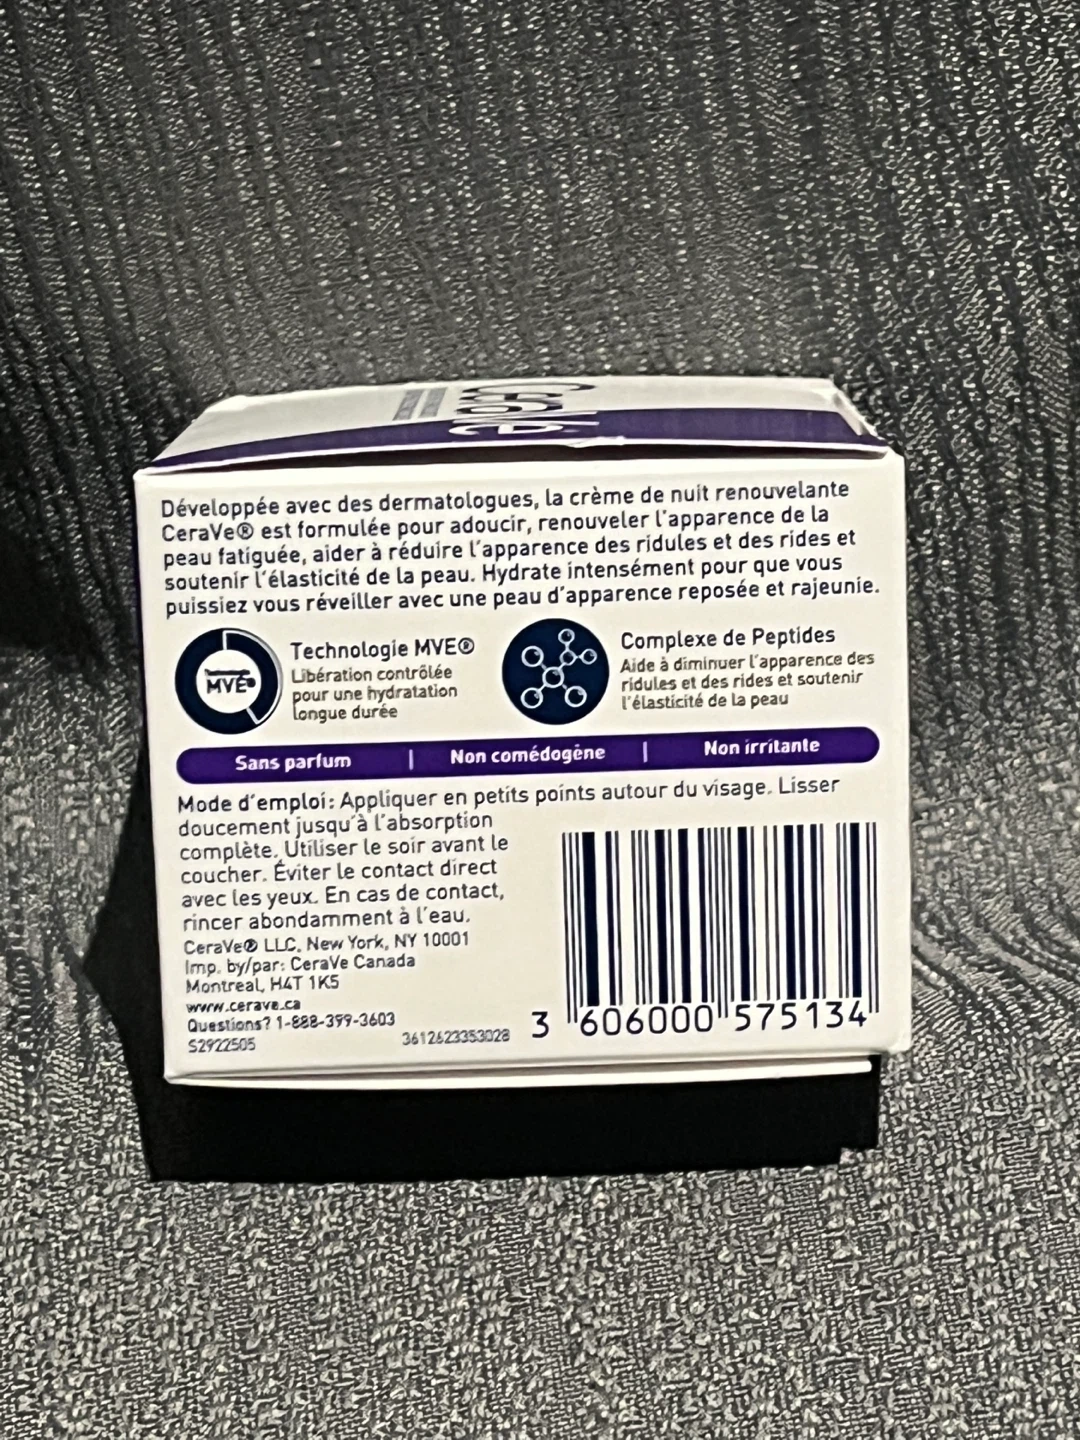 CeraVe
Développée avec des dermatologues, la crème de nuit renouvelante
CeraVe® est formulée pour adoucir, renouveler l'apparence de la
peau fatiguée, aider à réduire l'apparence des ridules et des rides et
soutenir l'élasticité de la peau. Hydrate intensément pour que vous
puissiez vous réveiller avec une peau d'apparence reposée et rajeunie.
MVE®
Technologie MVE®
Libération contrôlée
pour une hydratation
longue durée
Complexe de Peptides
Aide à diminuer l'apparence des
ridules et des rides et soutenir
l'élasticité de la peau
Sans parfum | Non comédogène | Non irritante
Mode d'emploi: Appliquer en petits points autour du visage. Lisser
doucement jusqu'à l'absorption
complète. Utiliser le soir avant le
coucher. Éviter le contact direct
avec les yeux. En cas de contact,
rincer abondamment à l'eau.
CeraVe® LLC, New York, NY 10001
Imp. by/par: CeraVe Canada
Montreal, H4T 1K5
www.cerave.ca
Questions? 1-888-399-3603
S2922505
3612623353028
3 606000 575134